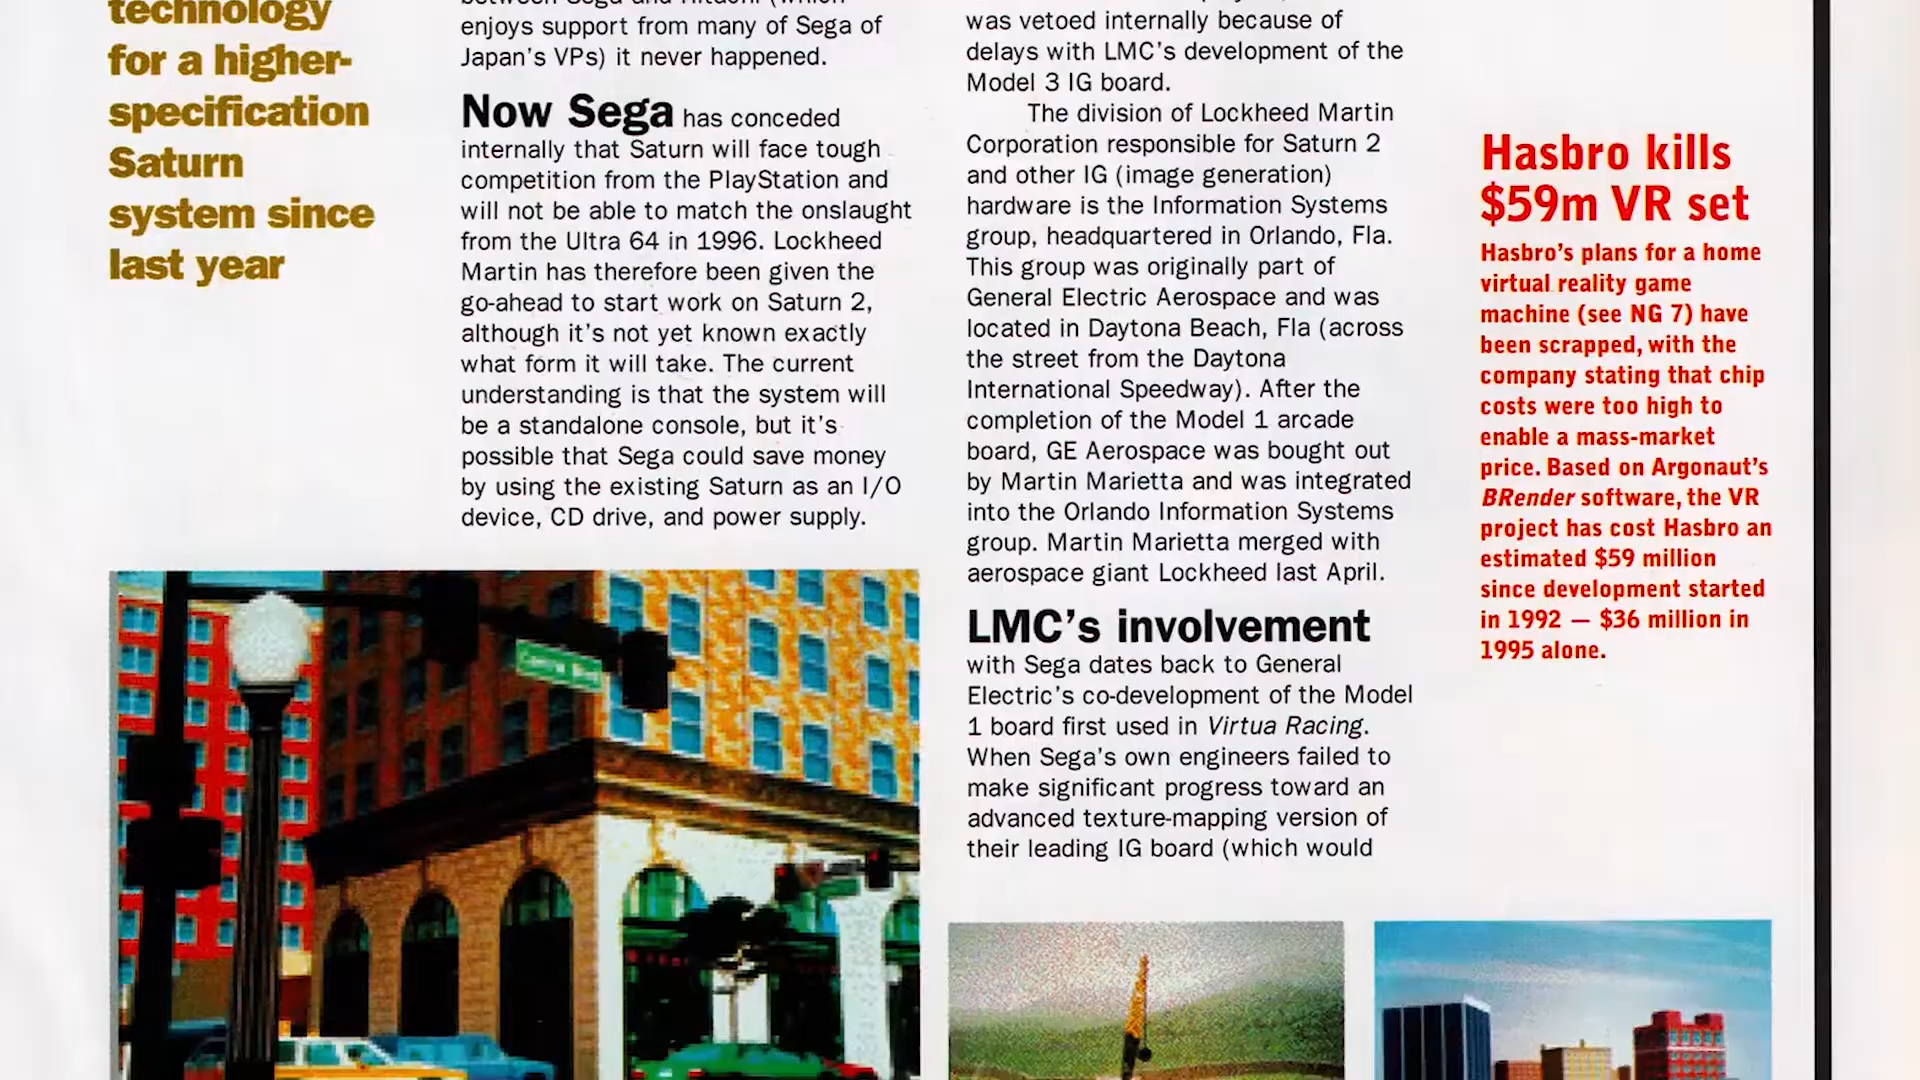 technology
for a higher-
specification
Saturn
system since
last year
between Sega and Hitachi (which
enjoys support from many of Sega of
Japan's VPs) it never happened.
Now Sega has conceded
internally that Saturn will face tough
competition from the PlayStation and
will not be able to match the onslaught
from the Ultra 64 in 1996. Lockheed
Martin has therefore been given the
go-ahead to start work on Saturn 2,
although it's not yet known exactly
what form it will take. The current
understanding is that the system will
be a standalone console, but it's
possible that Sega could save money
by using the existing Saturn as an I/O
device, CD drive, and power supply.
was vetoed internally because of
delays with LMC's development of the
Model 3 IG board.
The division of Lockheed Martin
Corporation responsible for Saturn 2
and other IG (image generation)
hardware is the Information Systems
group, headquartered in Orlando, Fla.
This group was originally part of
General Electric Aerospace and was
located in Daytona Beach, Fla (across
the street from the Daytona
International Speedway). After the
completion of the Model 1 arcade
board, GE Aerospace was bought out
by Martin Marietta and was integrated
into the Orlando Information Systems
group. Martin Marietta merged with
aerospace giant Lockheed last April.
LMC's involvement
with Sega dates back to General
Electric's co-development of the Model
1 board first used in Virtua Racing.
When Sega's own engineers failed to
make significant progress toward an
advanced texture-mapping version of
their leading IG board (which would
Hasbro kills
$59m VR set
Hasbro's plans for a home
virtual reality game
machine (see NG 7) have
been scrapped, with the
company stating that chip
costs were too high to
enable a mass-market
price. Based on Argonaut's
BRender software, the VR
project has cost Hasbro an
estimated $59 million
since development started
in 1992 — $36 million in
1995 alone.